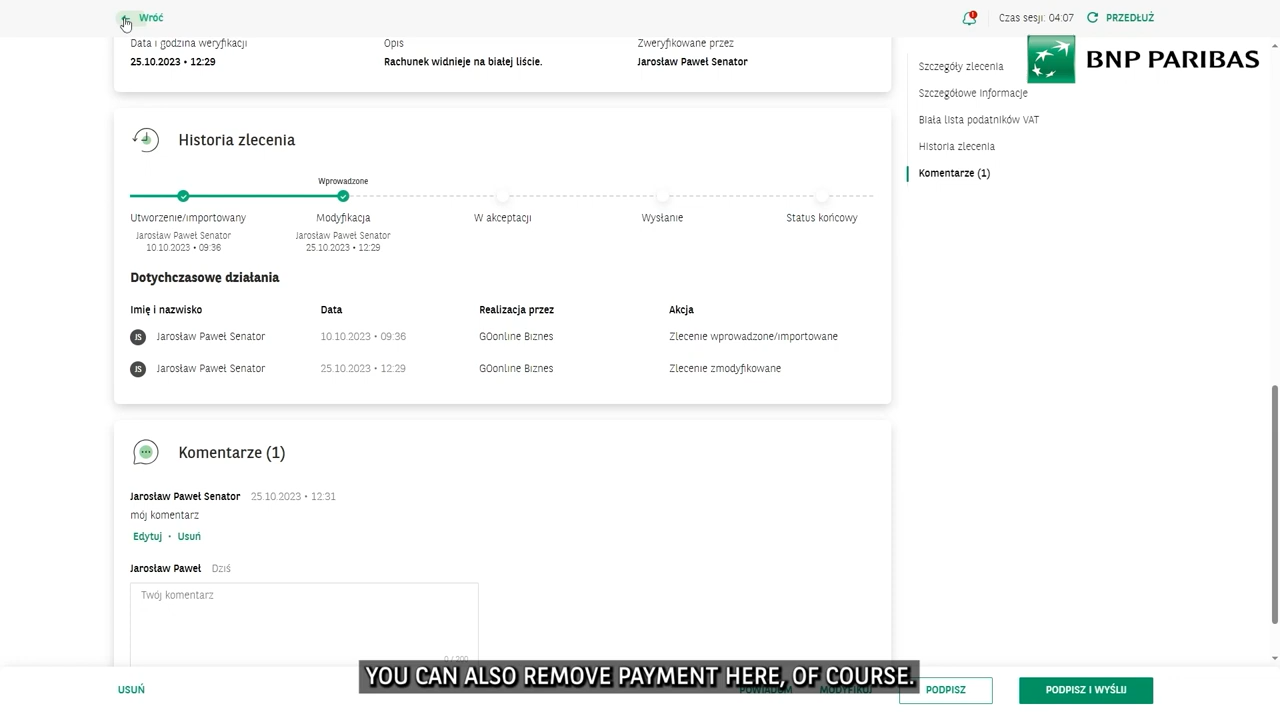 Wróć
Czas sesji: 04:07
PRZEDŁUŻ
BNP PARIBAS
Data i godzina weryfikacji
Opis
Zweryfikowane przez
25.10.2023 • 12:29
Rachunek widnieje na białej liście.
Jarosław Paweł Senator
Szczegóły zlecenia
Szczegółowe informacje
Biała lista podatników VAT
Historia zlecenia
Komentarze (1)
Historia zlecenia
Wprowadzone
Utworzenie/importowany
Modyfikacja
W akceptacji
Wysłanie
Status końcowy
Jarosław Paweł Senator
Jarosław Paweł Senator
10.10.2023 • 09:36
25.10.2023 • 12:29
Dotychczasowe działania
Imię i nazwisko
Data
Realizacja przez
Akcja
JS Jarosław Paweł Senator
10.10.2023 • 09:36
GOonline Biznes
Zlecenie wprowadzone/importowane
JS Jarosław Paweł Senator
25.10.2023 • 12:29
GOonline Biznes
Zlecenie zmodyfikowane
Komentarze (1)
Jarosław Paweł Senator 25.10.2023 • 12:31
mój komentarz
Edytuj • Usuń
Jarosław Paweł Dziś
Twój komentarz
0 / 200
YOU CAN ALSO REMOVE PAYMENT HERE, OF COURSE.
USUŃ
PODPISZ
PODPISZ I WYŚLIJ